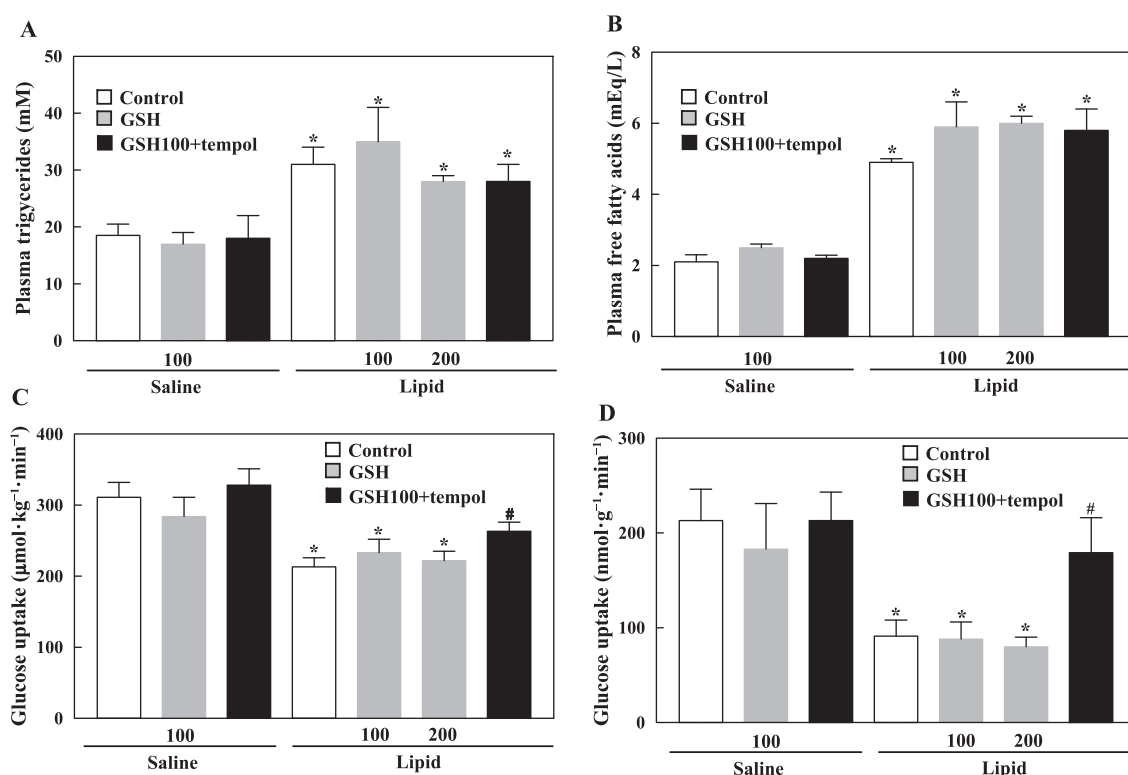 A
Plasma trigycerides (mM)
50
40
30
20
10
0
Control
GSH
GSH100+tempol
*
*
*
*
100
100
200
Saline
Lipid
B
Plasma free fatty acids (mEq/L)
8
6
4
2
0
Control
GSH
GSH100+tempol
*
*
*
*
100
100
200
Saline
Lipid
C
Glucose uptake (µmol·kg⁻¹·min⁻¹)
400
300
200
100
0
Control
GSH
GSH100+tempol
*
*
*
#
100
100
200
Saline
Lipid
D
Glucose uptake (nmol·g⁻¹·min⁻¹)
300
200
100
0
Control
GSH
GSH100+tempol
*
*
*
#
100
100
200
Saline
Lipid